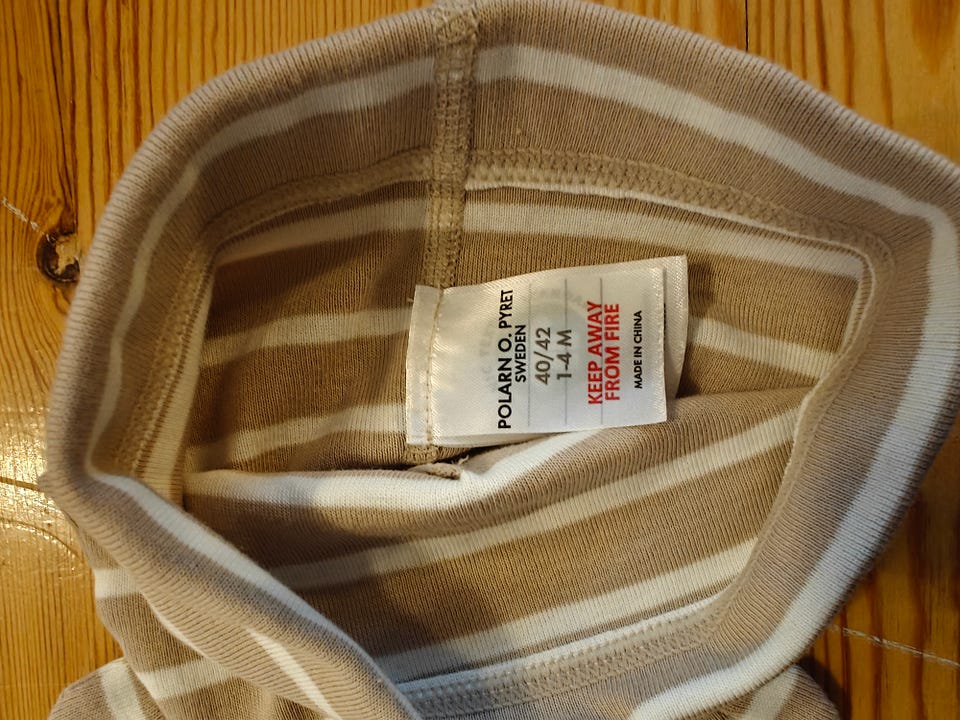 POLARN O. PYRET
SWEDEN
40/42
1-4 M
KEEP AWAY
FROM FIRE
MADE IN CHINA